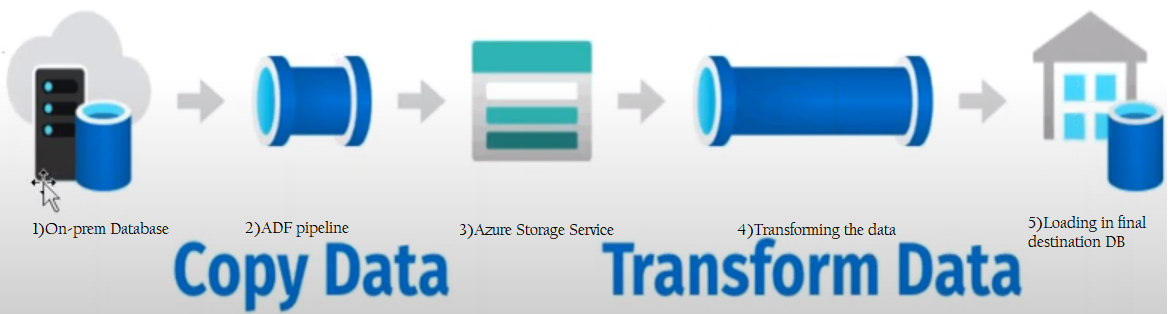 1)On-prem Database
2)ADF pipeline
3)Azure Storage Service
4)Transforming the data
5)Loading in final
destination DB
Copy Data
Transform Data